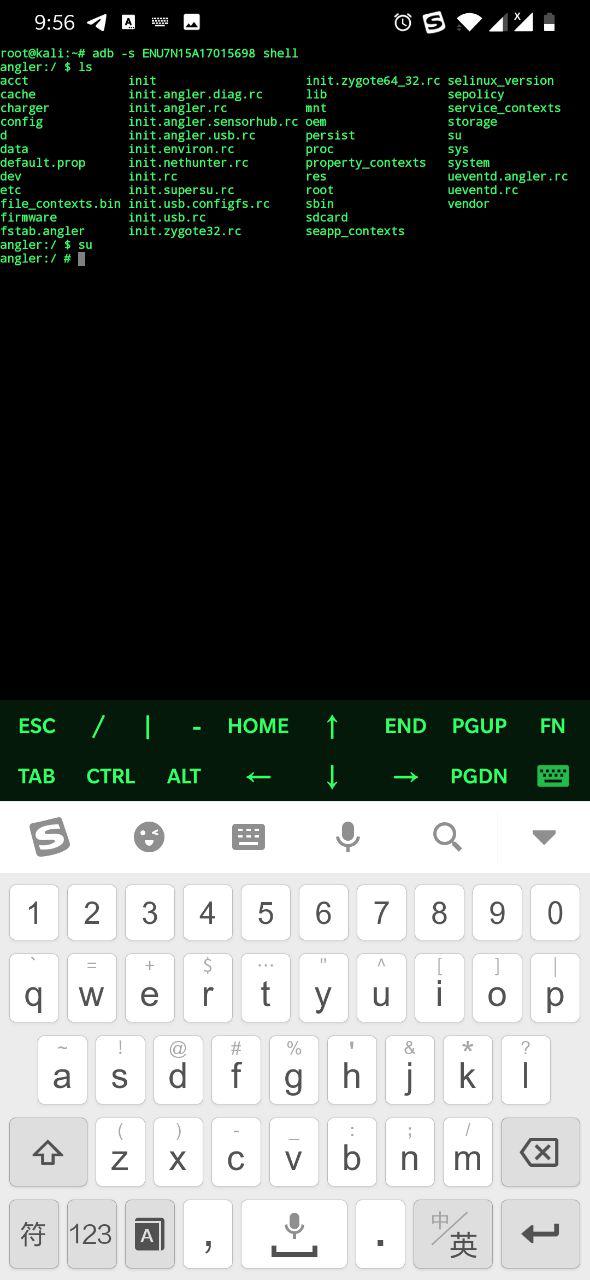 9:56
root@kali:~# adb -s ENU7N15A17015698 shell
angler:/ $ ls
acct init init.zygote64_32.rc selinux_version
cache init.angler.diag.rc lib sepolicy
charger init.angler.rc mnt service_contexts
config init.angler.sensorhub.rc oem storage
d init.angler.usb.rc persist su
data init.environ.rc proc sys
default.prop init.nethunter.rc property_contexts system
dev init.rc res ueventd.angler.rc
etc init.supersu.rc root ueventd.rc
file_contexts.bin init.usb.configfs.rc sbin vendor
firmware init.usb.rc sdcard
fstab.angler init.zygote32.rc seapp_contexts
angler:/ $ su
angler:/ #
ESC / | - HOME ↑ END PGUP FN
TAB CTRL ALT ← ↓ → PGDN
1 2 3 4 5 6 7 8 9 0
` = + $ ... " ^ [ ] |
q w e r t y u i o p
~ ! @ # % ' & * ?
a s d f g h j k l
( ) - _ : ; /
z x c v b n m
符 123 A , . 中/英